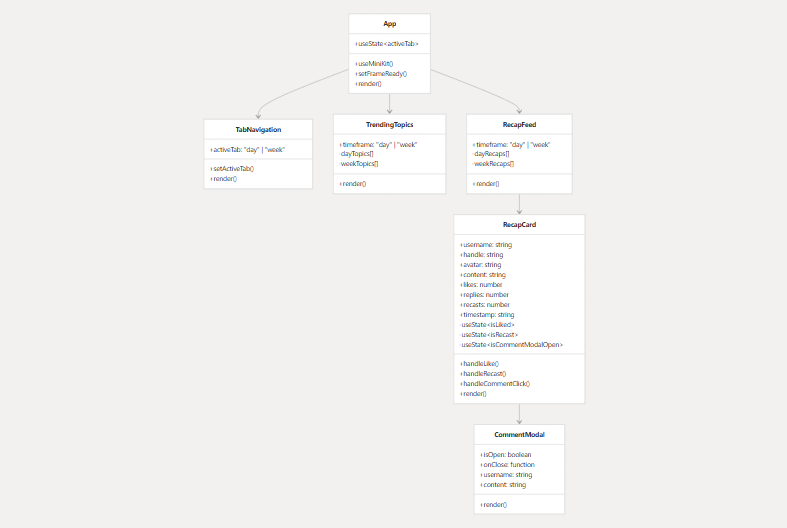 App
+useState<activeTab>
+useMiniKit()
+setFrameReady()
+render()
TabNavigation
+activeTab: "day" | "week"
+setActiveTab()
+render()
TrendingTopics
+timeframe: "day" | "week"
-dayTopics[]
-weekTopics[]
+render()
RecapFeed
+timeframe: "day" | "week"
-dayRecaps[]
-weekRecaps[]
+render()
RecapCard
+username: string
+handle: string
+avatar: string
+content: string
+likes: number
+replies: number
+recasts: number
+timestamp: string
-useState<isLiked>
-useState<isRecast>
-useState<isCommentModalOpen>
+handleLike()
+handleRecast()
+handleCommentClick()
+render()
CommentModal
+isOpen: boolean
+onClose: function
+username: string
+content: string
+render()